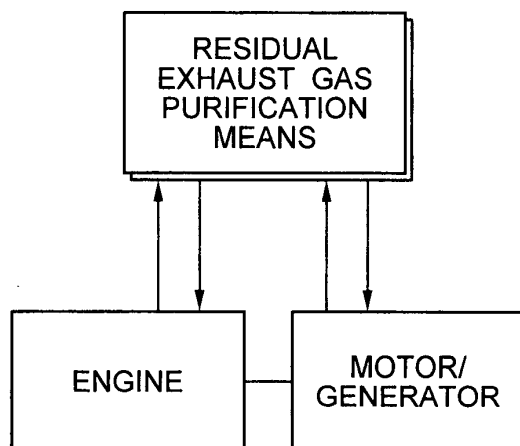 RESIDUAL
EXHAUST GAS
PURIFICATION
MEANS
ENGINE
MOTOR/
GENERATOR